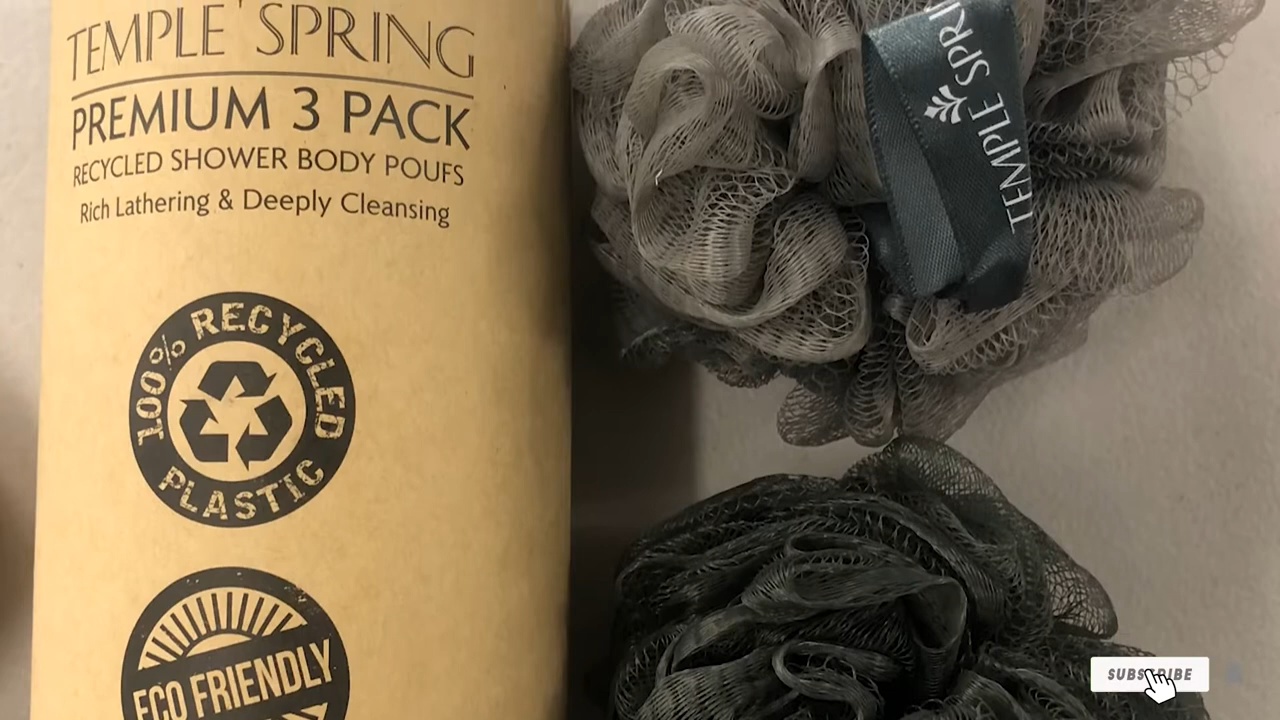 TEMPLE SPRING
PREMIUM 3 PACK
RECYCLED SHOWER BODY POUFS
Rich Lathering & Deeply Cleansing
100% RECYCLED
PLASTIC
ECO FRIENDLY
TEMPLE SPRI
SUBSCRIBE